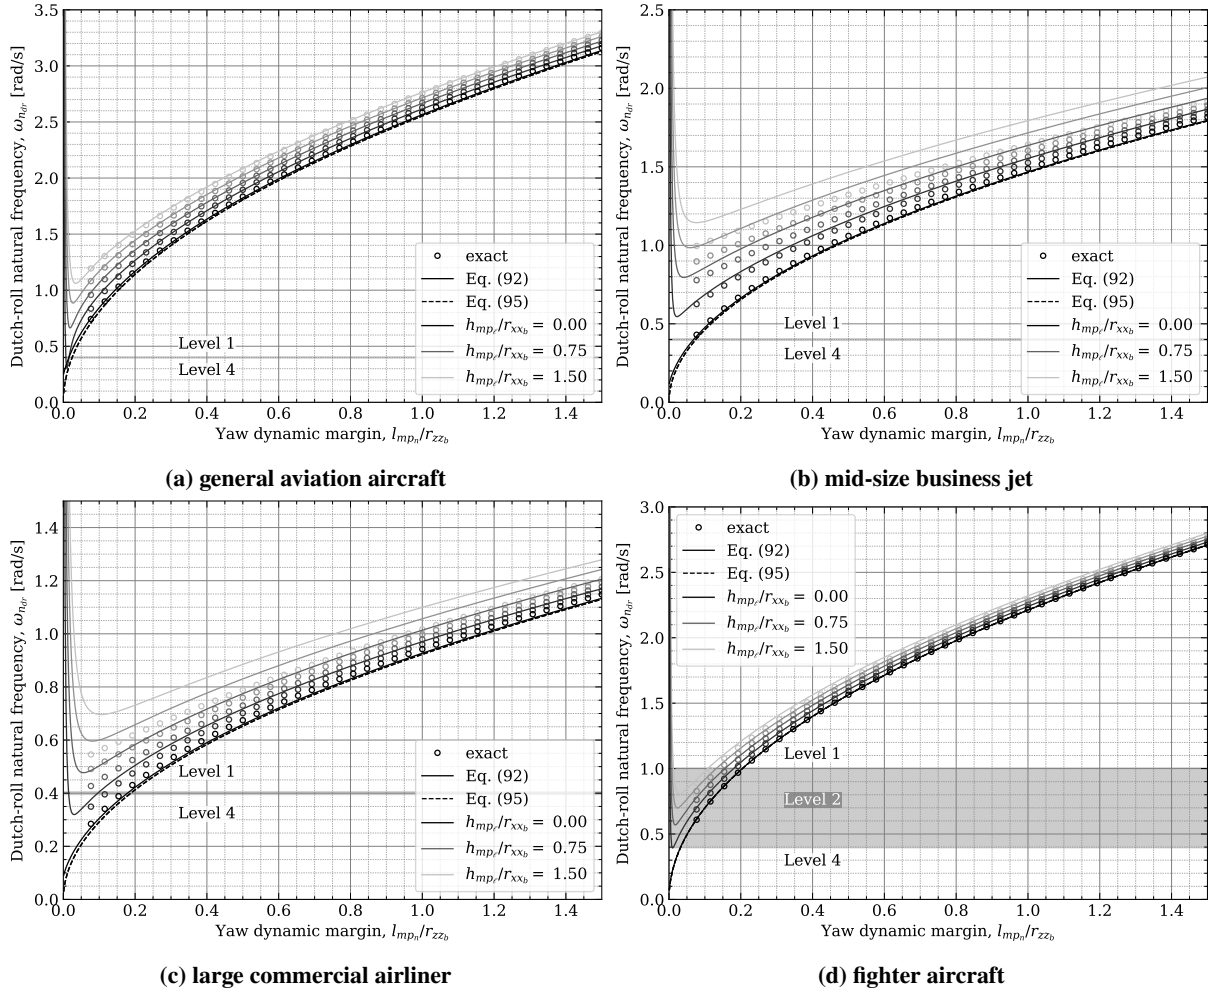 3.5
3.0
2.5
2.0
1.5
1.0
0.5
0.0
Dutch-roll natural frequency, ω_{n_{dr}} [rad/s]
Level 1
Level 4
exact
Eq. (92)
Eq. (95)
h_{mp_ℓ}/r_{xx_b} = 0.00
h_{mp_ℓ}/r_{xx_b} = 0.75
h_{mp_ℓ}/r_{xx_b} = 1.50
0.0 0.2 0.4 0.6 0.8 1.0 1.2 1.4
Yaw dynamic margin, l_{mp_n}/r_{zz_b}
(a) general aviation aircraft
2.5
2.0
1.5
1.0
0.5
0.0
Dutch-roll natural frequency, ω_{n_{dr}} [rad/s]
Level 1
Level 4
exact
Eq. (92)
Eq. (95)
h_{mp_ℓ}/r_{xx_b} = 0.00
h_{mp_ℓ}/r_{xx_b} = 0.75
h_{mp_ℓ}/r_{xx_b} = 1.50
0.0 0.2 0.4 0.6 0.8 1.0 1.2 1.4
Yaw dynamic margin, l_{mp_n}/r_{zz_b}
(b) mid-size business jet
1.4
1.2
1.0
0.8
0.6
0.4
0.2
0.0
Dutch-roll natural frequency, ω_{n_{dr}} [rad/s]
Level 1
Level 4
exact
Eq. (92)
Eq. (95)
h_{mp_ℓ}/r_{xx_b} = 0.00
h_{mp_ℓ}/r_{xx_b} = 0.75
h_{mp_ℓ}/r_{xx_b} = 1.50
0.0 0.2 0.4 0.6 0.8 1.0 1.2 1.4
Yaw dynamic margin, l_{mp_n}/r_{zz_b}
(c) large commercial airliner
3.0
2.5
2.0
1.5
1.0
0.5
0.0
Dutch-roll natural frequency, ω_{n_{dr}} [rad/s]
exact
Eq. (92)
Eq. (95)
h_{mp_ℓ}/r_{xx_b} = 0.00
h_{mp_ℓ}/r_{xx_b} = 0.75
h_{mp_ℓ}/r_{xx_b} = 1.50
Level 1
Level 2
Level 4
0.0 0.2 0.4 0.6 0.8 1.0 1.2 1.4
Yaw dynamic margin, l_{mp_n}/r_{zz_b}
(d) fighter aircraft